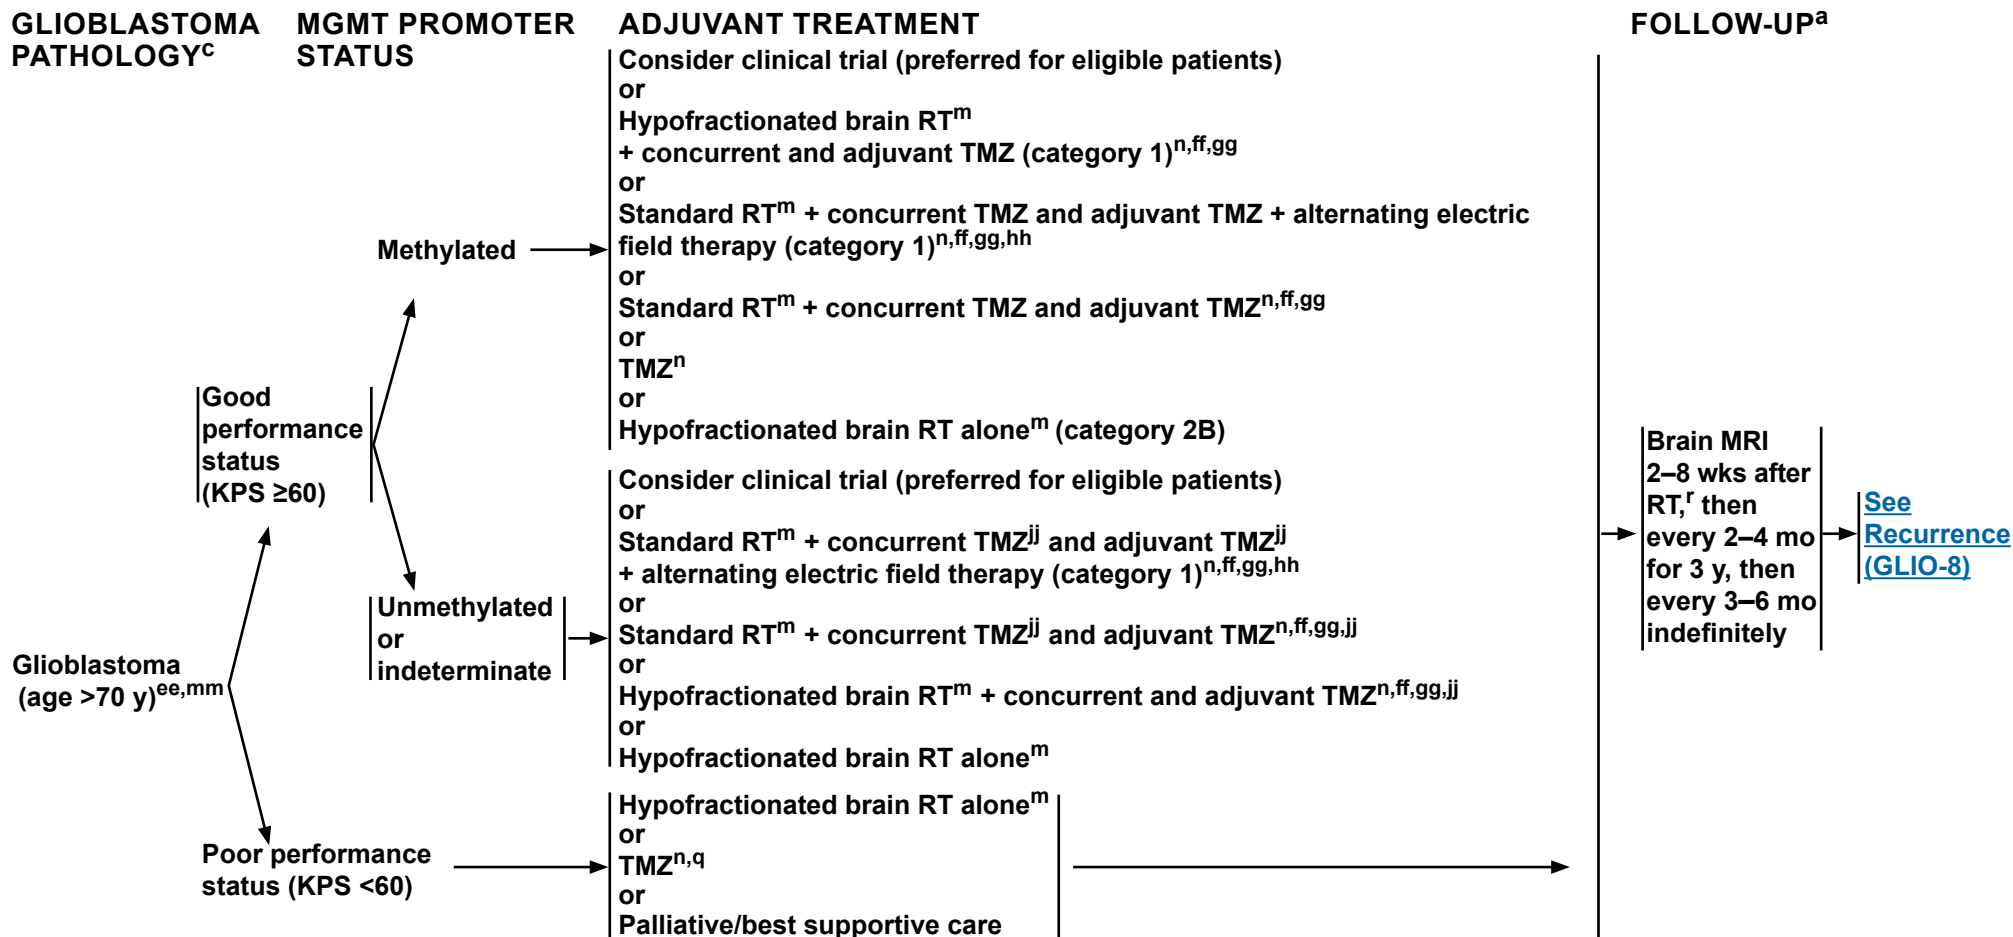 GLIOBLASTOMA
PATHOLOGYc
MGMT PROMOTER
STATUS
ADJUVANT TREATMENT
FOLLOW-UPa
Glioblastoma
(age >70 y)ee,mm
Good
performance
status
(KPS ≥60)
Methylated
Consider clinical trial (preferred for eligible patients)
or
Hypofractionated brain RTm
+ concurrent and adjuvant TMZ (category 1)n,ff,gg
or
Standard RTm + concurrent TMZ and adjuvant TMZ + alternating electric
field therapy (category 1)n,ff,gg,hh
or
Standard RTm + concurrent TMZ and adjuvant TMZn,ff,gg
or
TMZn
or
Hypofractionated brain RT alonem (category 2B)
Unmethylated
or
indeterminate
Consider clinical trial (preferred for eligible patients)
or
Standard RTm + concurrent TMZjj and adjuvant TMZjj
+ alternating electric field therapy (category 1)n,ff,gg,hh
or
Standard RTm + concurrent TMZjj and adjuvant TMZn,ff,gg,jj
or
Hypofractionated brain RTm + concurrent and adjuvant TMZn,ff,gg,jj
or
Hypofractionated brain RT alonem
Poor performance
status (KPS <60)
Hypofractionated brain RT alonem
or
TMZn,q
or
Palliative/best supportive care
Brain MRI
2–8 wks after
RT,r then
every 2–4 mo
for 3 y, then
every 3–6 mo
indefinitely
See
Recurrence
(GLIO-8)